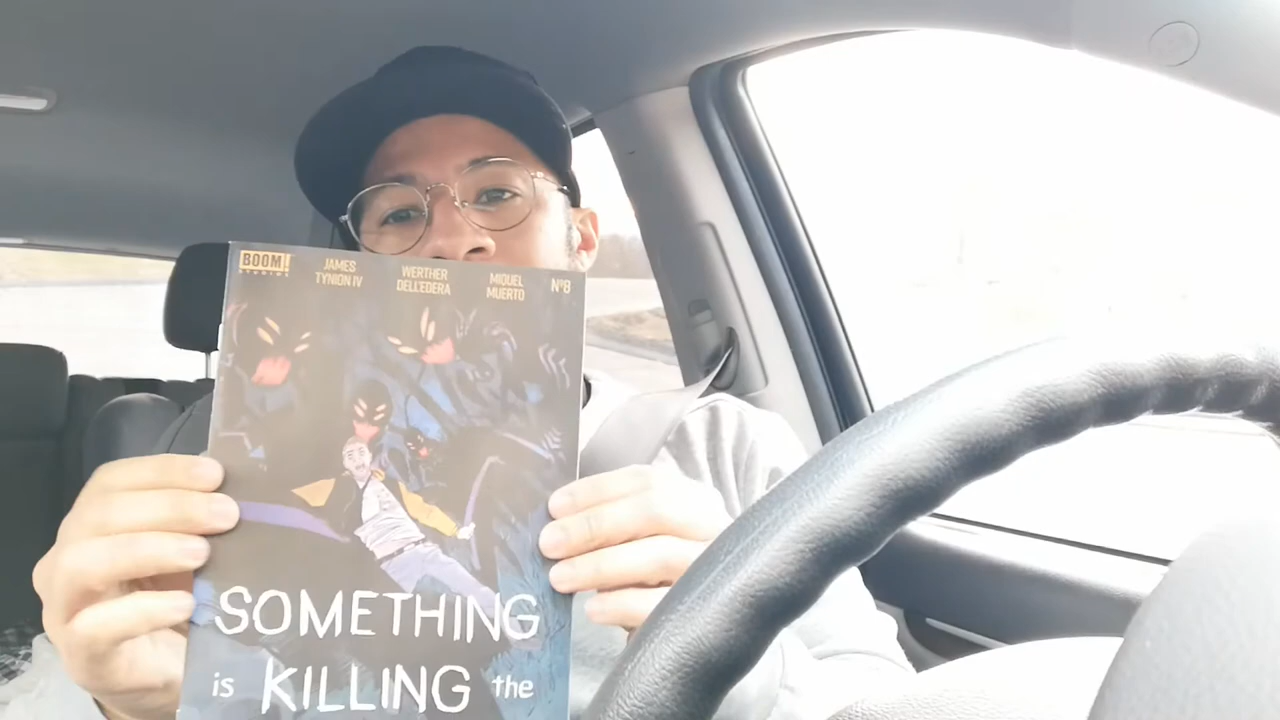 BOOM!
STUDIOS
JAMES
TYNION IV
WERTHER
DELL'EDERA
MIQUEL
MUERTO
Nº8
SOMETHING
is KILLING the